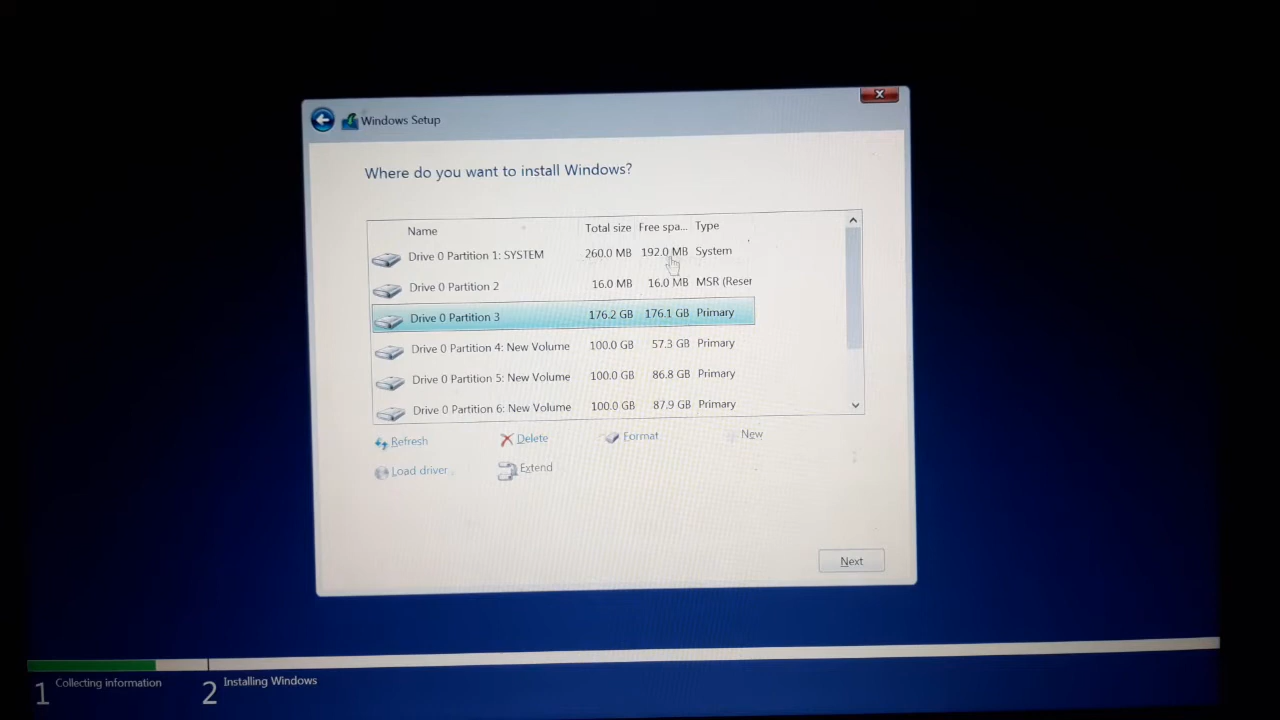 Windows Setup
Where do you want to install Windows?
Name Total size Free spa... Type
Drive 0 Partition 1: SYSTEM 260.0 MB 192.0 MB System
Drive 0 Partition 2 16.0 MB 16.0 MB MSR (Reser
Drive 0 Partition 3 176.2 GB 176.1 GB Primary
Drive 0 Partition 4: New Volume 100.0 GB 57.3 GB Primary
Drive 0 Partition 5: New Volume 100.0 GB 86.8 GB Primary
Drive 0 Partition 6: New Volume 100.0 GB 87.9 GB Primary
Refresh Delete Format New
Load driver Extend
Next
1 Collecting information 2 Installing Windows